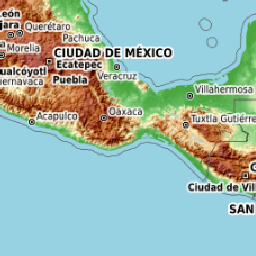 León
Querétaro
jara
Pachuca
Morelia
CIUDAD DE MÉXICO
Ecatepec
Veracruz
ualcóyotl
Puebla
iernavaca
Villahermosa
Oaxaca
Acapulco
Tuxtla Gutiérre
Ciudad de Vil
SAN